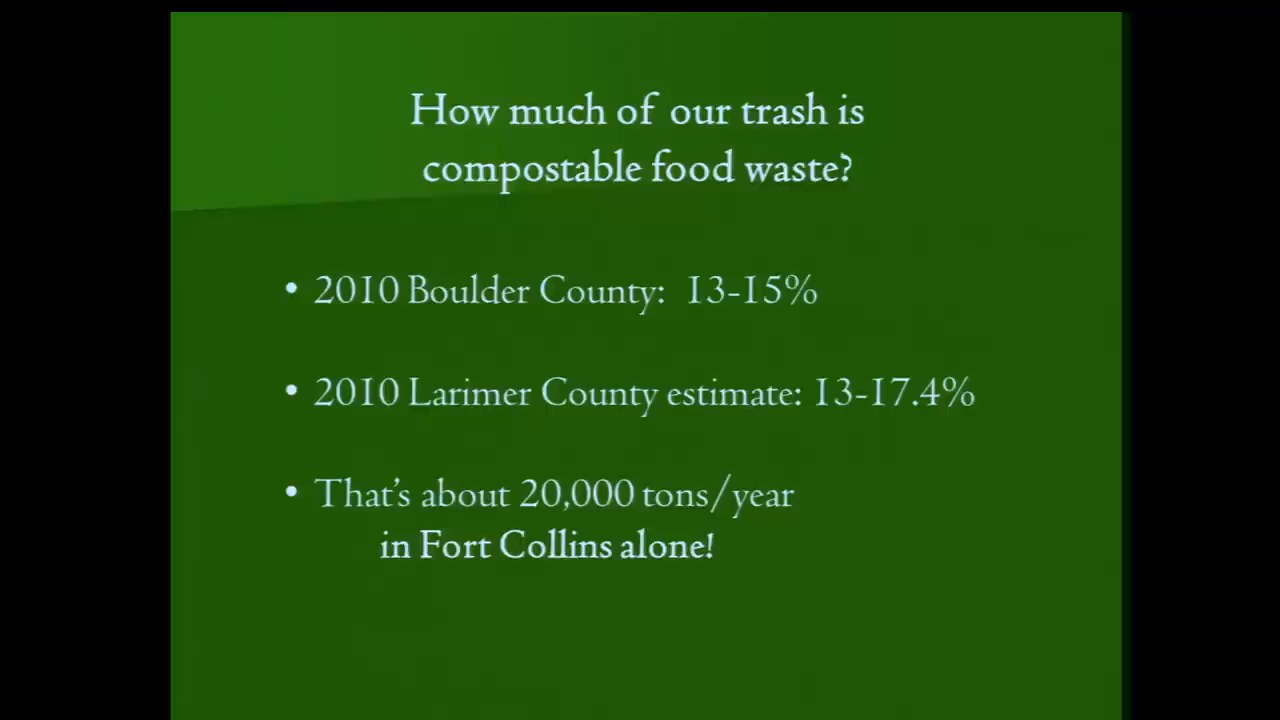 How much of our trash is
compostable food waste?
• 2010 Boulder County: 13-15%
• 2010 Larimer County estimate: 13-17.4%
• That's about 20,000 tons/year
in Fort Collins alone!